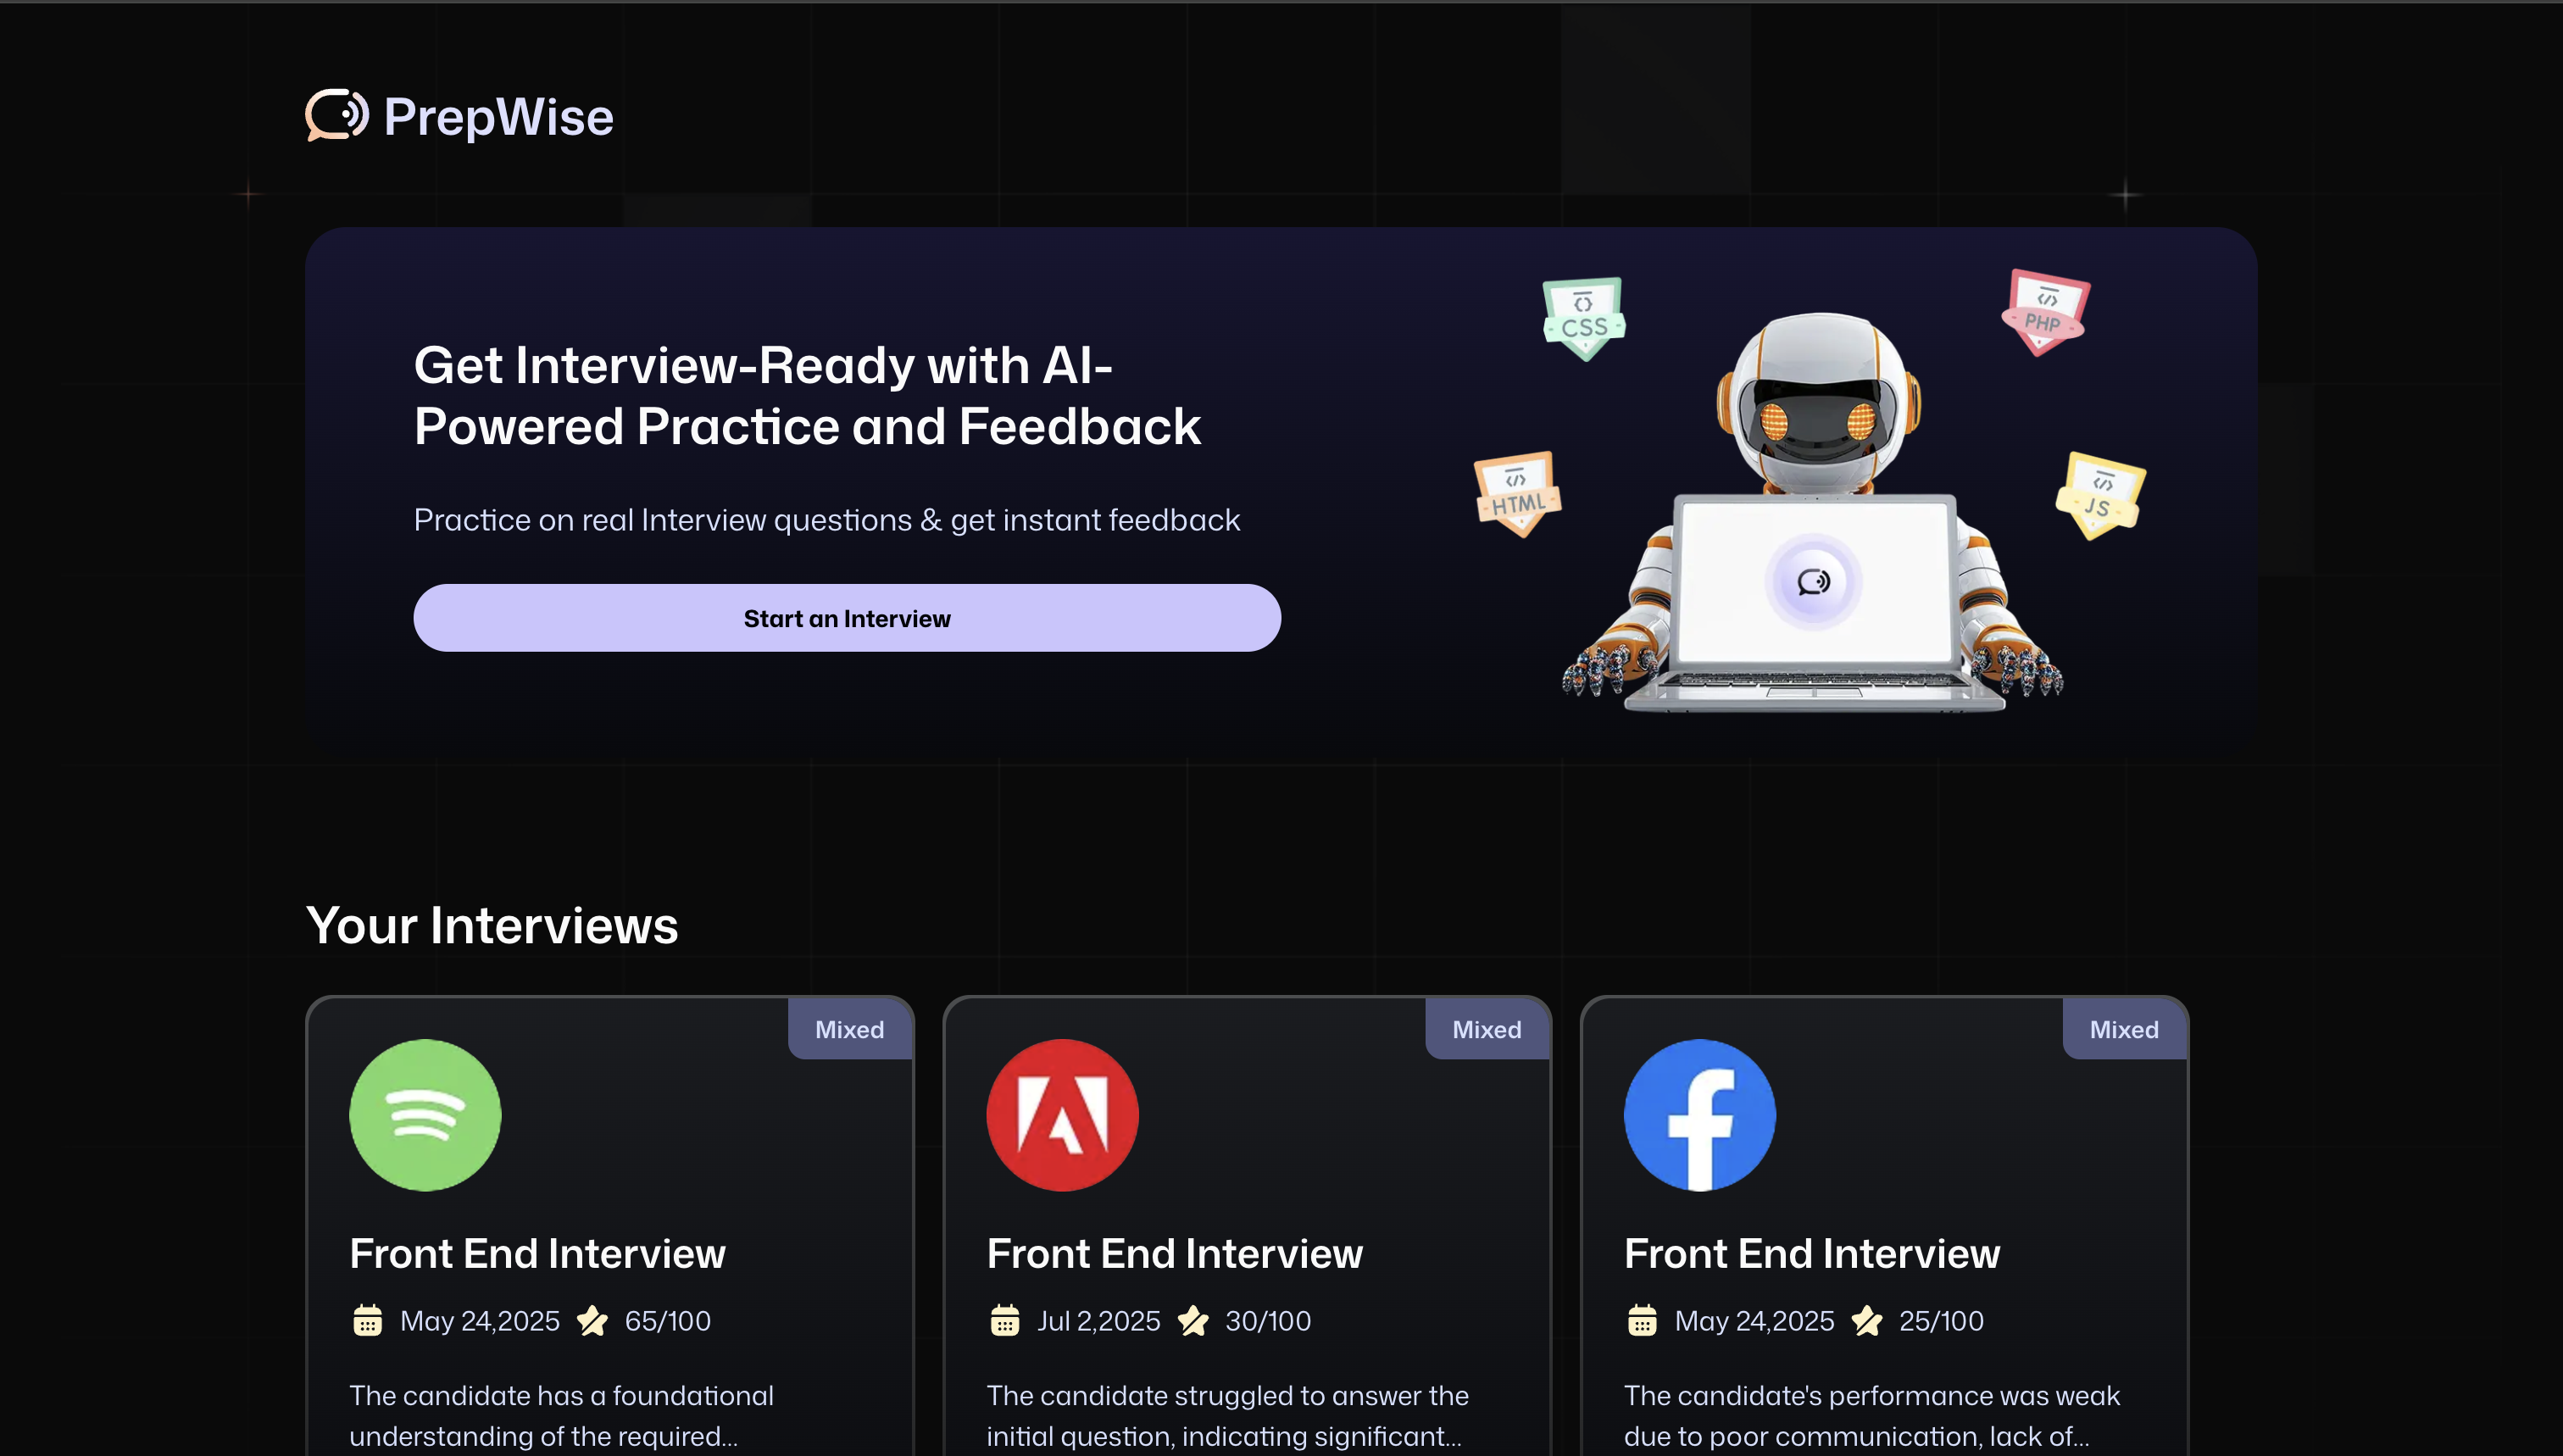 PrepWise
Get Interview-Ready with AI-
Powered Practice and Feedback
Practice on real Interview questions & get instant feedback
Start an Interview
CSS
PHP
HTML
JS
Your Interviews
Mixed
Front End Interview
May 24,2025 65/100
The candidate has a foundational
understanding of the required...
Mixed
Front End Interview
Jul 2,2025 30/100
The candidate struggled to answer the
initial question, indicating significant...
Mixed
Front End Interview
May 24,2025 25/100
The candidate's performance was weak
due to poor communication, lack of...